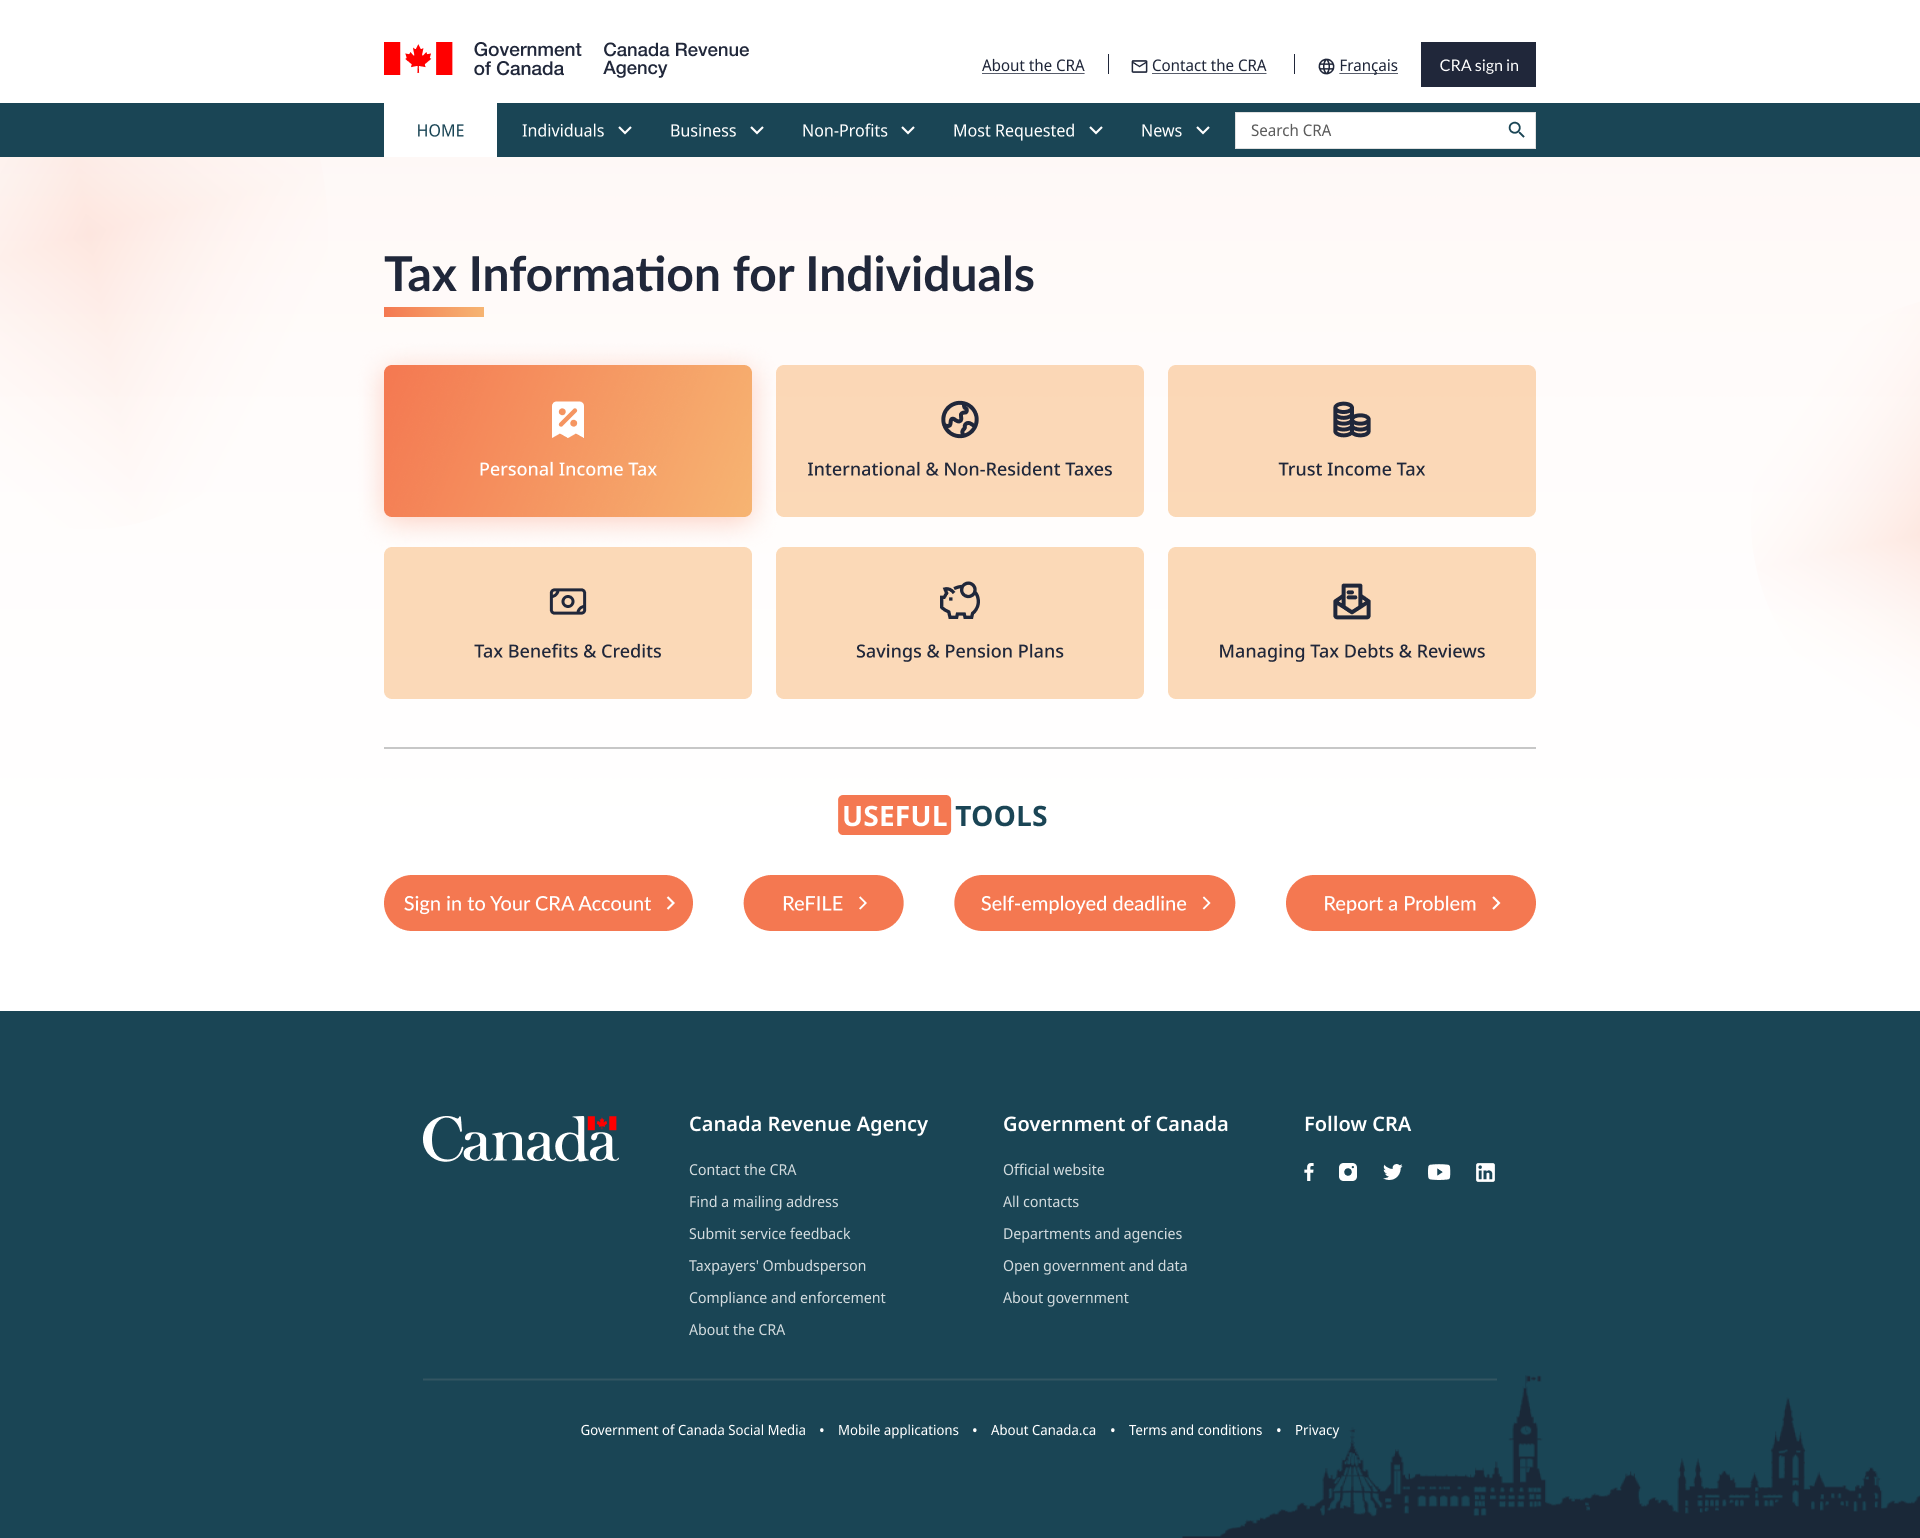 Government of Canada
Canada Revenue Agency
About the CRA
Contact the CRA
Français
CRA sign in
HOME
Individuals
Business
Non-Profits
Most Requested
News
Search CRA
Tax Information for Individuals
Personal Income Tax
International & Non-Resident Taxes
Trust Income Tax
Tax Benefits & Credits
Savings & Pension Plans
Managing Tax Debts & Reviews
USEFUL TOOLS
Sign in to Your CRA Account
ReFILE
Self-employed deadline
Report a Problem
Canada
Canada Revenue Agency
Contact the CRA
Find a mailing address
Submit service feedback
Taxpayers' Ombudsperson
Compliance and enforcement
About the CRA
Government of Canada
Official website
All contacts
Departments and agencies
Open government and data
About government
Follow CRA
Government of Canada Social Media • Mobile applications • About Canada.ca • Terms and conditions • Privacy